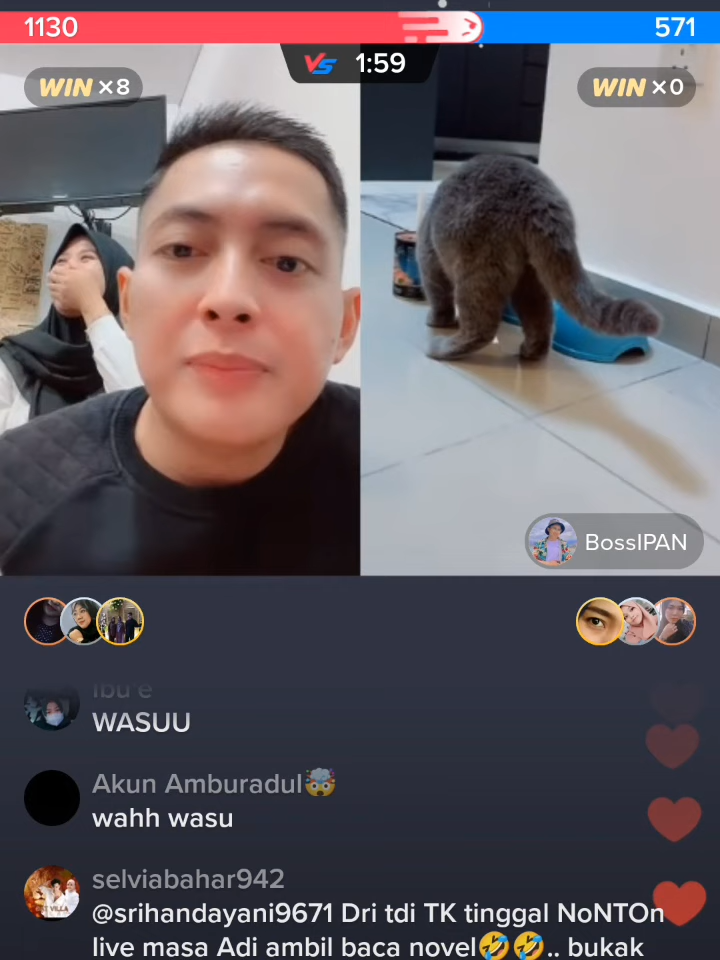 1130
571
VS 1:59
WIN ×8
WIN ×0
BossIPAN
Ibu'e
WASUU
Akun Amburadul🤯
wahh wasu
selviabahar942
@srihandayani9671 Dri tdi TK tinggal NoNTOn
live masa Adi ambil baca novel🤣🤣.. bukak